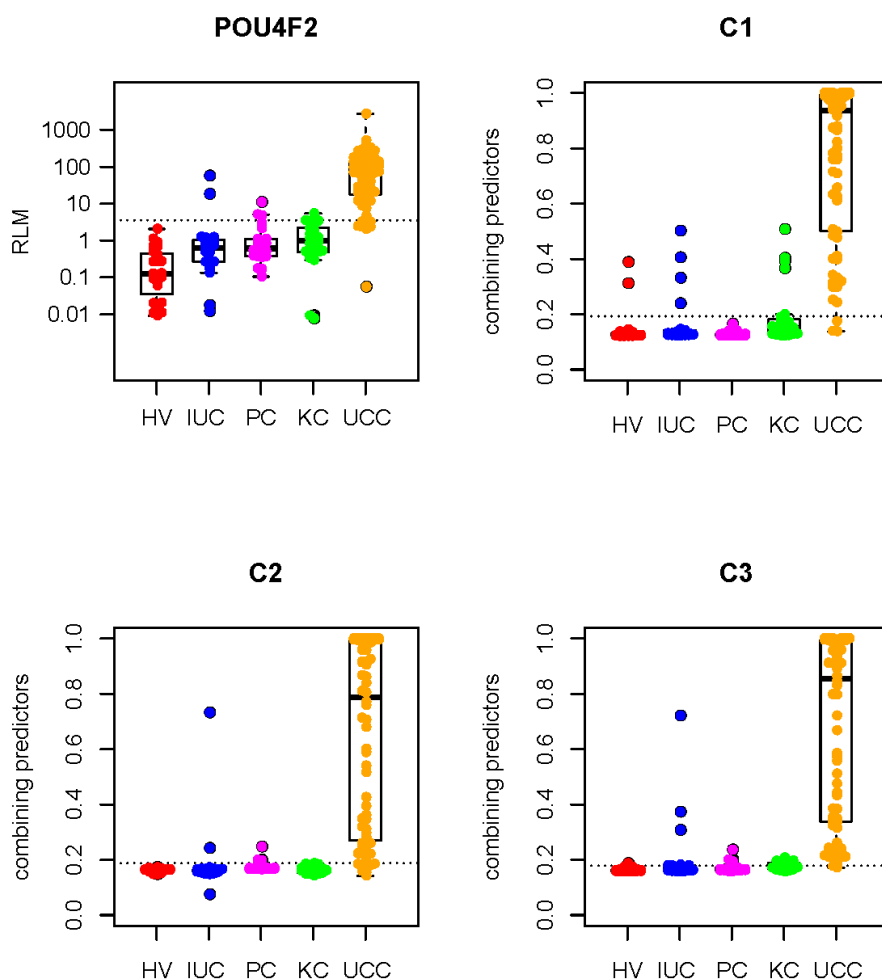 POU4F2
RLM
1000
100
10
1
0.1
0.01
HV IUC PC KC UCC
C1
combining predictors
1.0
0.8
0.6
0.4
0.2
0.0
HV IUC PC KC UCC
C2
combining predictors
1.0
0.8
0.6
0.4
0.2
0.0
HV IUC PC KC UCC
C3
combining predictors
1.0
0.8
0.6
0.4
0.2
0.0
HV IUC PC KC UCC